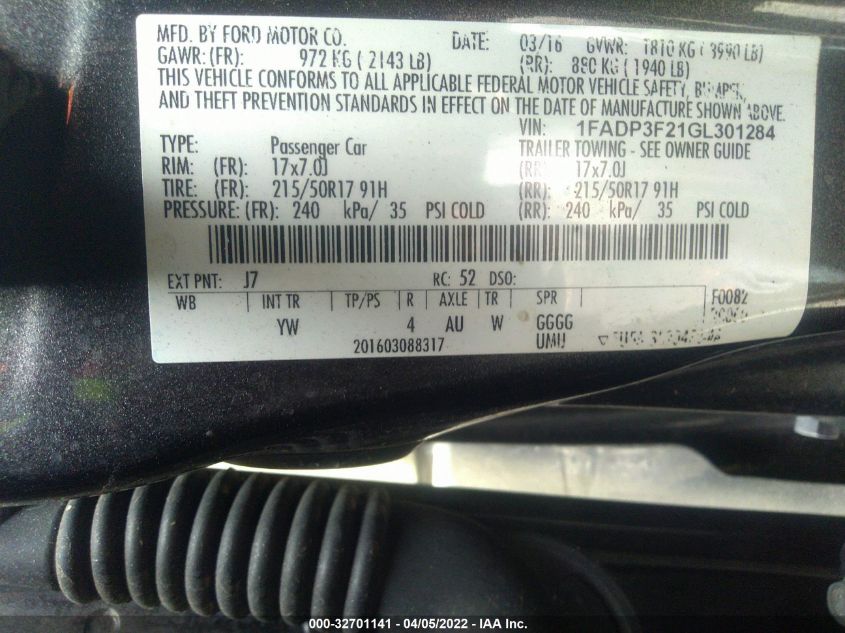 MFD. BY FORD MOTOR CO. DATE: 03/16 GVWR: 1810 KG ( 3990 LB)
GAWR: (FR): 972 KG ( 2143 LB) (RR): 880 KG ( 1940 LB)
THIS VEHICLE CONFORMS TO ALL APPLICABLE FEDERAL MOTOR VEHICLE SAFETY, BUMPER,
AND THEFT PREVENTION STANDARDS IN EFFECT ON THE DATE OF MANUFACTURE SHOWN ABOVE.
VIN: 1FADP3F21GL301284
TYPE: Passenger Car TRAILER TOWING - SEE OWNER GUIDE
RIM: (FR): 17x7.0J (RR): 17x7.0J
TIRE: (FR): 215/50R17 91H (RR): 215/50R17 91H
PRESSURE: (FR): 240 kPa/ 35 PSI COLD (RR): 240 kPa/ 35 PSI COLD
EXT PNT: J7 RC: 52 DSO:
WB INT TR TP/PS R AXLE TR SPR F0082
YW 4 AU W GGGG
201603088317 UMU
000-32701141 - 04/05/2022 - IAA Inc.